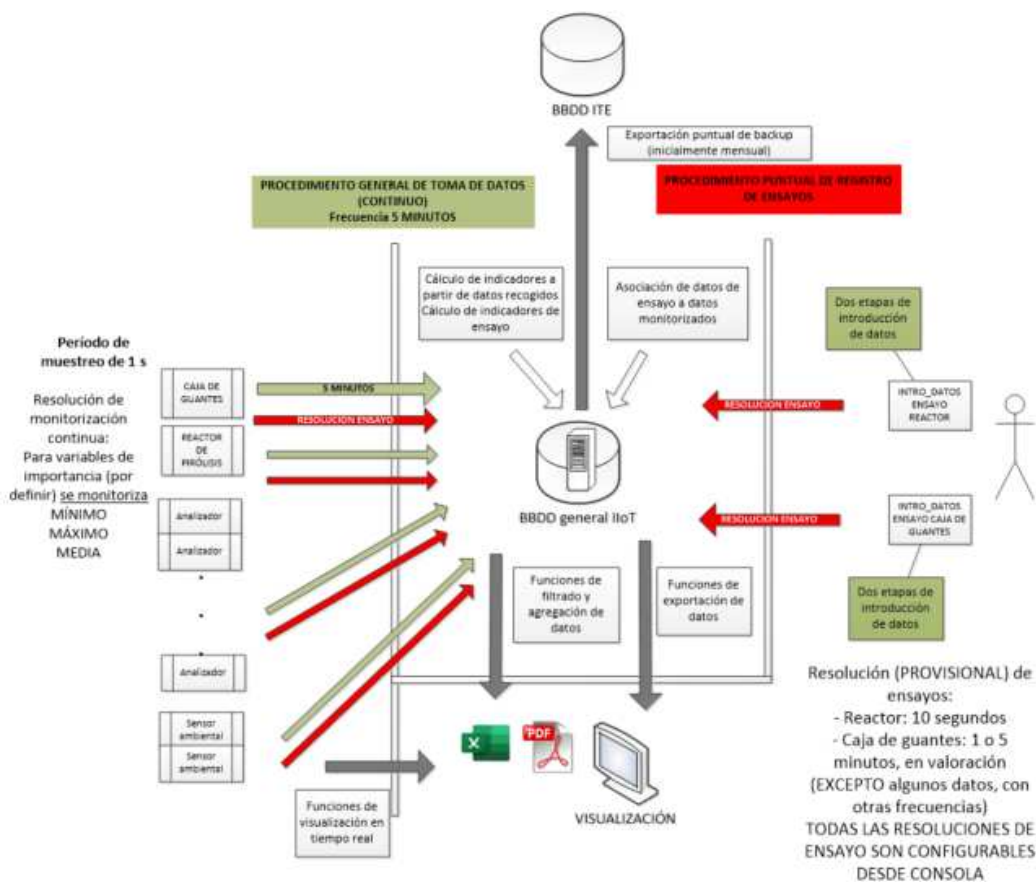 BBDD ITE
Exportación puntual de backup
(inicialmente mensual)
PROCEDIMIENTO GENERAL DE TOMA DE DATOS
(CONTINUO)
Frecuencia 5 MINUTOS
PROCEDIMIENTO PUNTUAL DE REGISTRO
DE ENSAYOS
Cálculo de indicadores a
partir de datos recogidos
Cálculo de indicadores de
ensayo
Asociación de datos de
ensayo a datos
monitorizados
Dos etapas de
introducción
de datos
Período de
muestreo de 1 s
Resolución de
monitorización
continua:
Para variables de
importancia (por
definir) se monitoriza
MÍNIMO
MÁXIMO
MEDIA
CAJA DE
GUANTES
5 MINUTOS
RESOLUCION ENSAYO
REACTOR
DE
PIRÓLISIS
Analizador
Analizador
Analizador
Sensor
ambiental
Sensor
ambiental
RESOLUCION ENSAYO
INTRO_DATOS
ENSAYO
REACTOR
BBDD general IIoT
RESOLUCION ENSAYO
INTRO_DATOS
ENSAYO CAJA DE
GUANTES
Funciones de
filtrado y
agregación de
datos
Funciones de
exportación de
datos
Dos etapas de
introducción
de datos
Funciones de
visualización en
tiempo real
X
PDF
VISUALIZACIÓN
Resolución (PROVISIONAL) de
ensayos:
- Reactor: 10 segundos
- Caja de guantes: 1 o 5
minutos, en valoración
(EXCEPTO algunos datos, con
otras frecuencias)
TODAS LAS RESOLUCIONES DE
ENSAYO SON CONFIGURABLES
DESDE CONSOLA